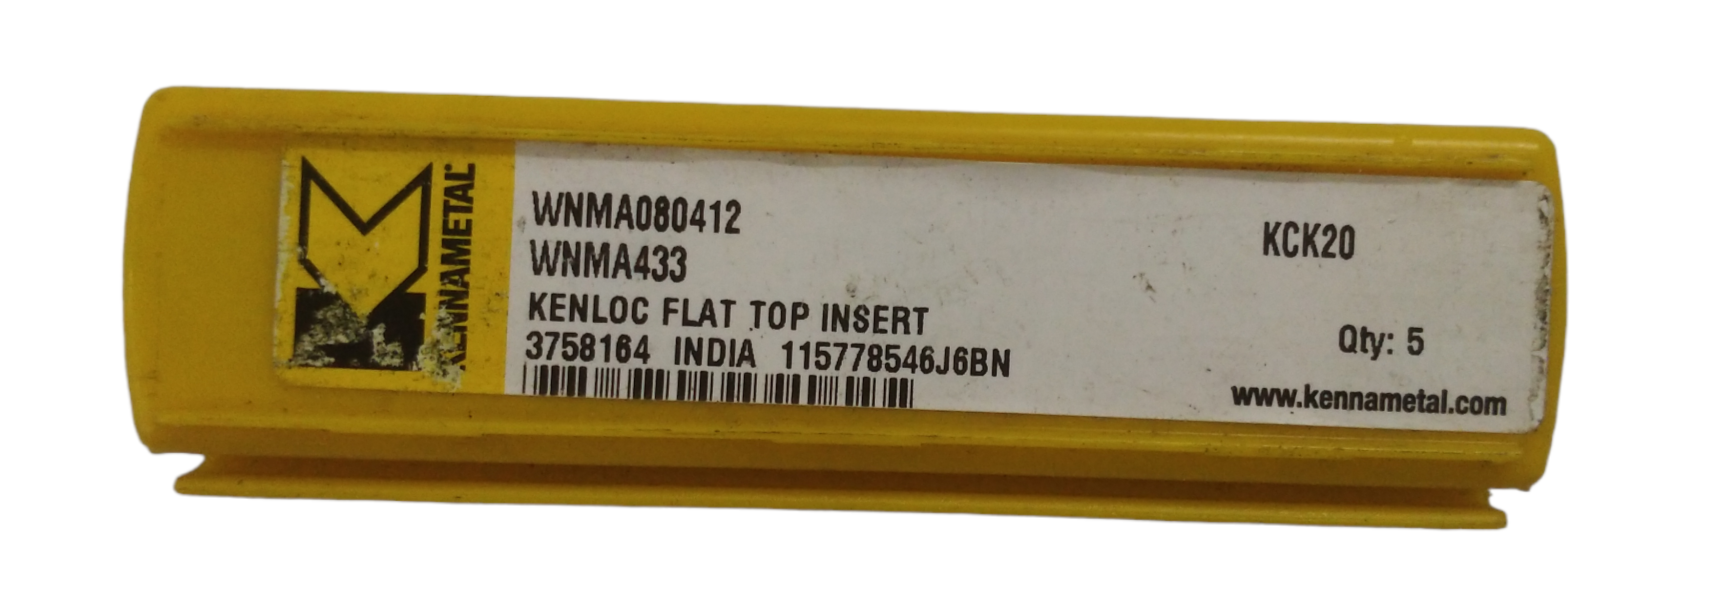 KENNAMETAL
WNMA080412
WNMA433
KENLOC FLAT TOP INSERT
3758164 INDIA 115778546J6BN
KCK20
Qty: 5
www.kennametal.com